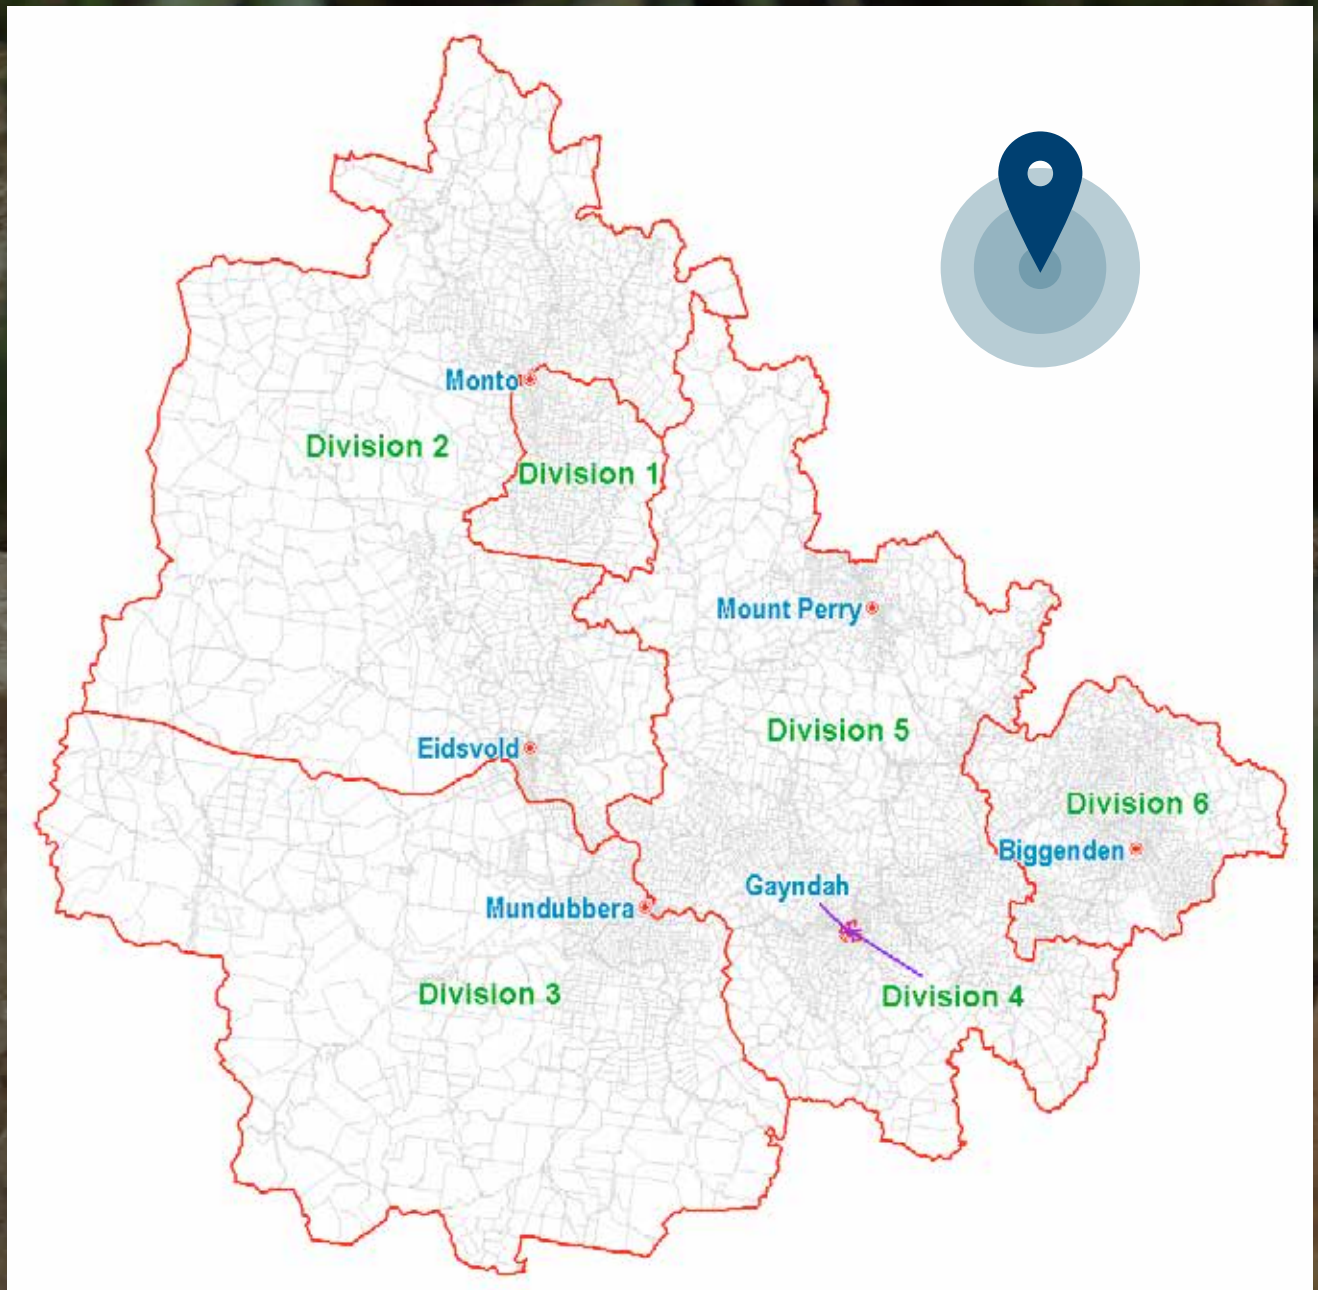 Monto
Division 2
Division 1
Mount Perry
Division 5
Eidsvold
Division 6
Biggenden
Gayndah
Mundubbera
Division 3
Division 4